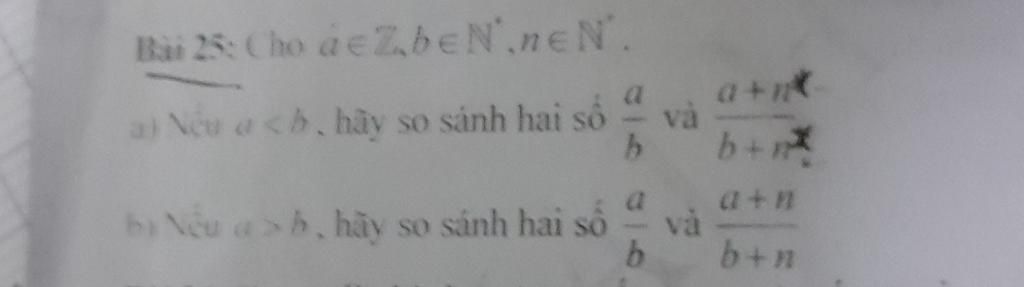 Bài 25: Cho a ∈ ℤ, b ∈ ℕ*, n ∈ ℕ*.
a) Nếu a < b, hãy so sánh hai số a/b và (a+n)/(b+n)
b) Nếu a > b, hãy so sánh hai số a/b và (a+n)/(b+n)